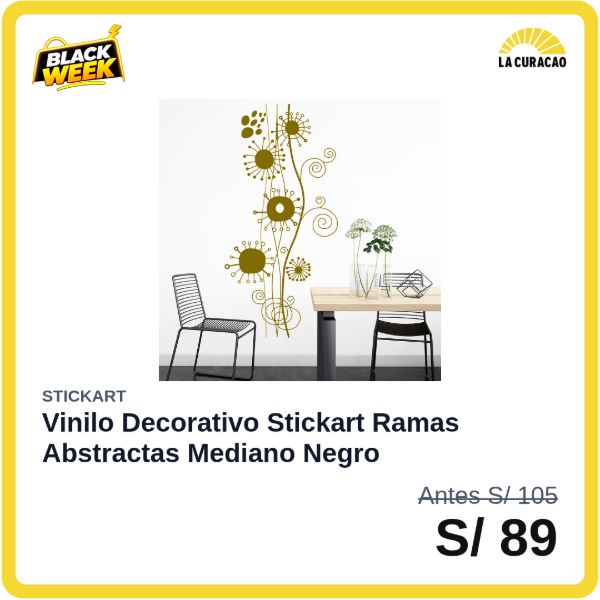 BLACK
WEEK
LA CURACAO
STICKART
Vinilo Decorativo Stickart Ramas
Abstractas Mediano Negro
Antes S/ 105
S/ 89